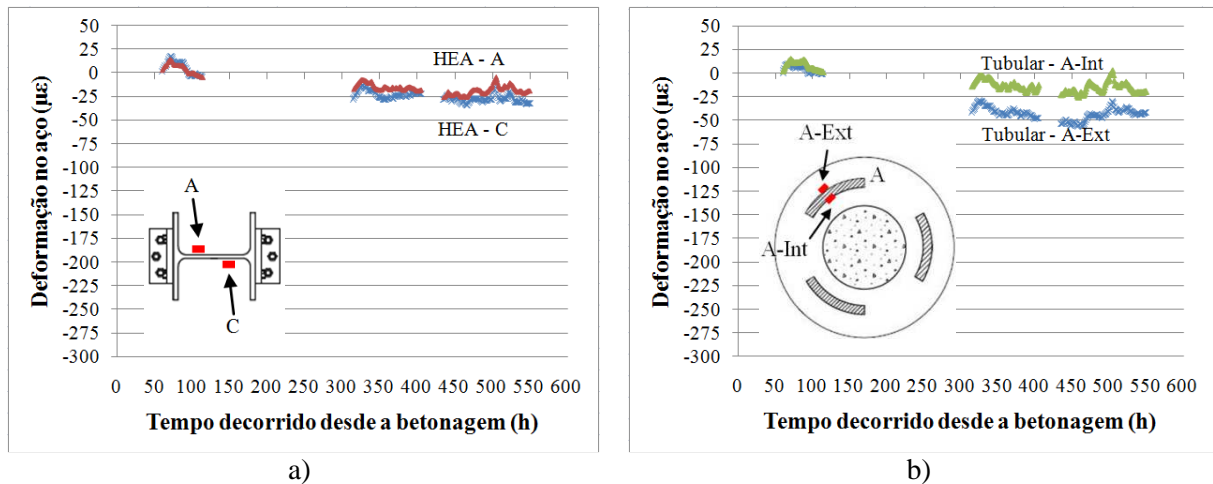 50
25
0
-25
-50
-75
-100
-125
-150
-175
-200
-225
-250
-275
-300
Deformação no aço (με)
HEA - A
HEA - C
A
C
0 50 100 150 200 250 300 350 400 450 500 550 600
Tempo decorrido desde a betonagem (h)
a)
50
25
0
-25
-50
-75
-100
-125
-150
-175
-200
-225
-250
-275
-300
Deformação no aço (με)
Tubular - A-Int
Tubular - A-Ext
A-Ext
A
A-Int
0 50 100 150 200 250 300 350 400 450 500 550 600
Tempo decorrido desde a betonagem (h)
b)